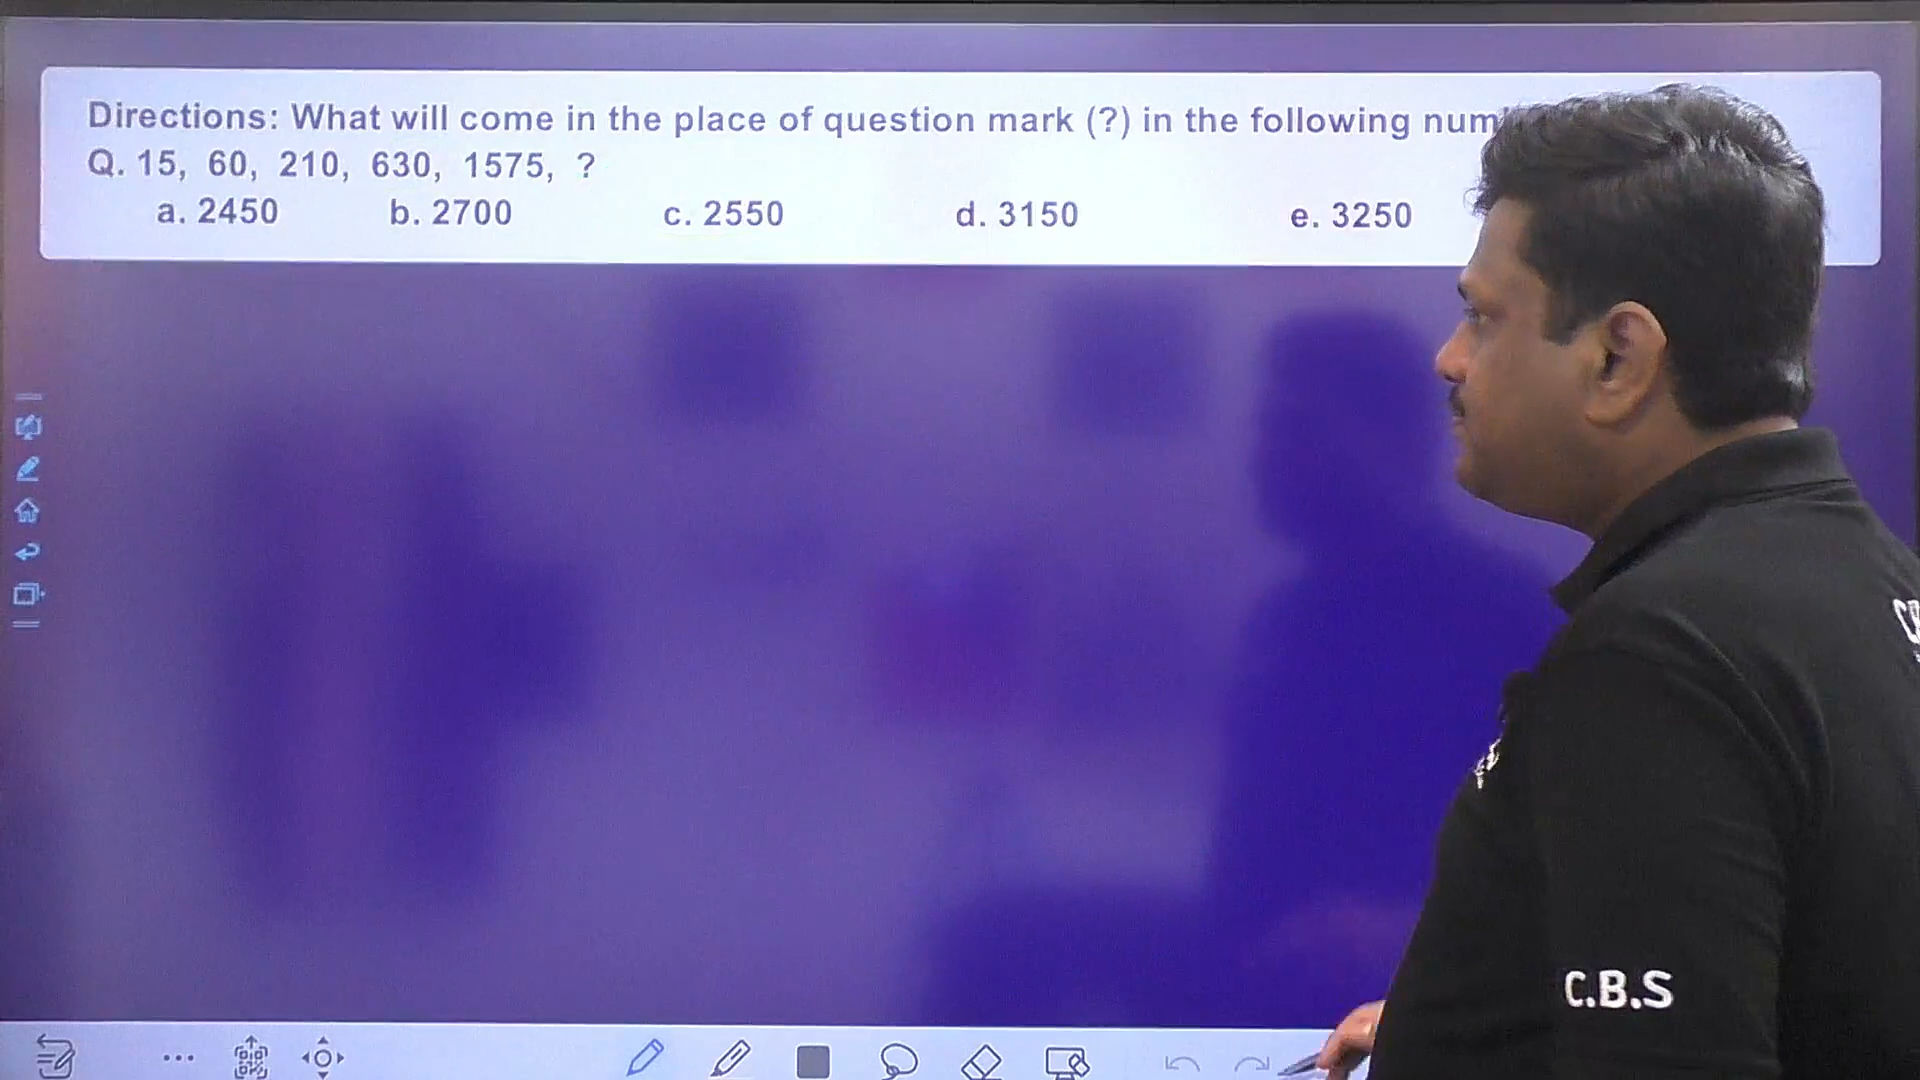 Directions: What will come in the place of question mark (?) in the following
Q. 15, 60, 210, 630, 1575, ?
a. 2450 b. 2700 c. 2550 d. 3150 e. 3250
C.B.S